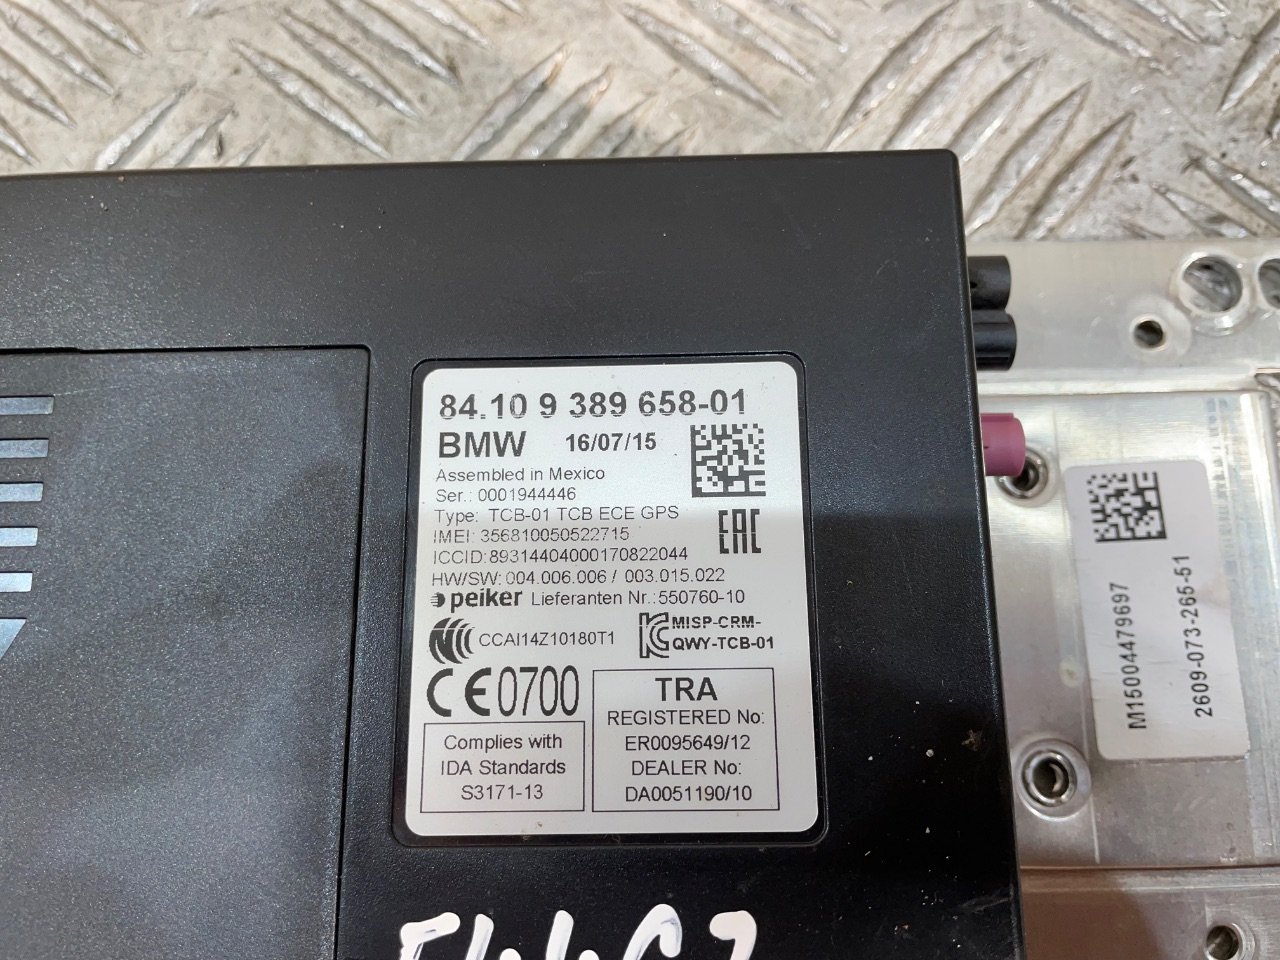 84.10 9 389 658-01
BMW 16/07/15
Assembled in Mexico
Ser.: 0001944446
Type: TCB-01 TCB ECE GPS
IMEI: 356810050522715
ICCID:89314404000170822044
HW/SW: 004.006.006 / 003.015.022
peiker Lieferanten Nr.:550760-10
CCAI14Z10180T1
MISP-CRM-
QWY-TCB-01
CE0700
EAC
Complies with
IDA Standards
S3171-13
TRA
REGISTERED No:
ER0095649/12
DEALER No:
DA0051190/10
M1500447969​7
2609-073-265-51